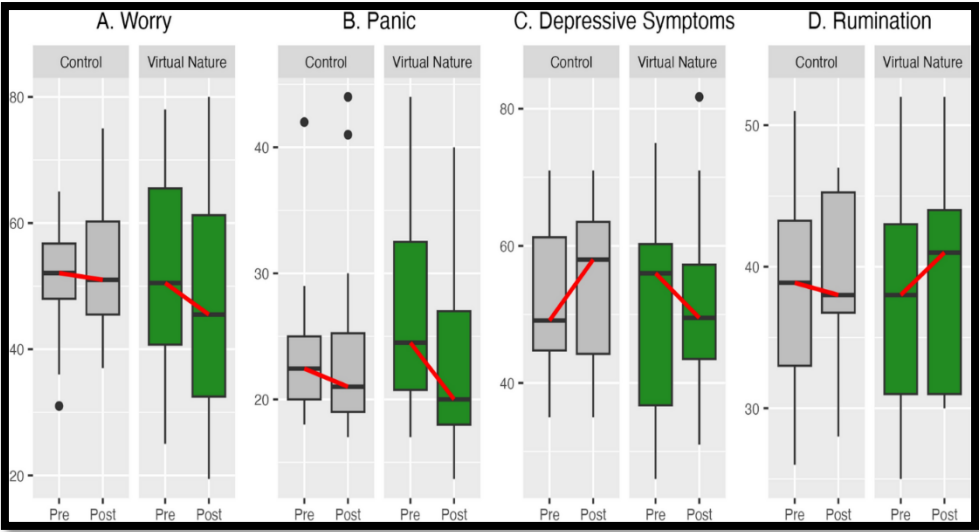 A. Worry
Control Virtual Nature
80
60
40
20
Pre Post Pre Post
B. Panic
Control Virtual Nature
40
30
20
Pre Post Pre Post
C. Depressive Symptoms
Control Virtual Nature
80
60
40
Pre Post Pre Post
D. Rumination
Control Virtual Nature
50
40
30
Pre Post Pre Post